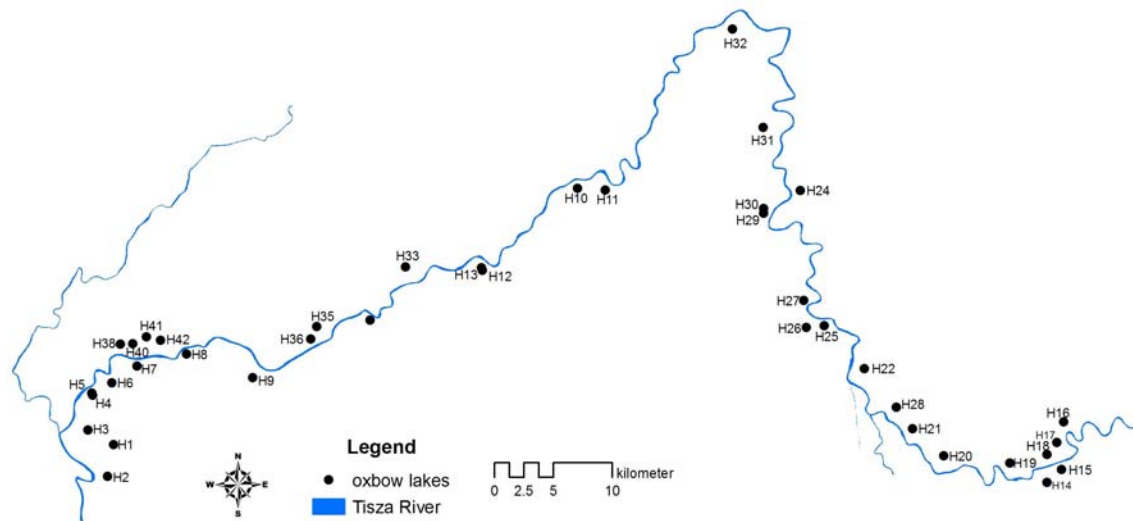 H32
H31
H24
H10
H11
H30
H29
H33
H13
H12
H27
H35
H26
H25
H36
H41
H38
H40
H42
H8
H7
H22
H9
H6
H5
H4
H28
H16
H3
H21
H17
H1
H18
H20
H19
H15
H2
H14
N
W
E
S
Legend
oxbow lakes
Tisza River
kilometer
0 2.5 5 10